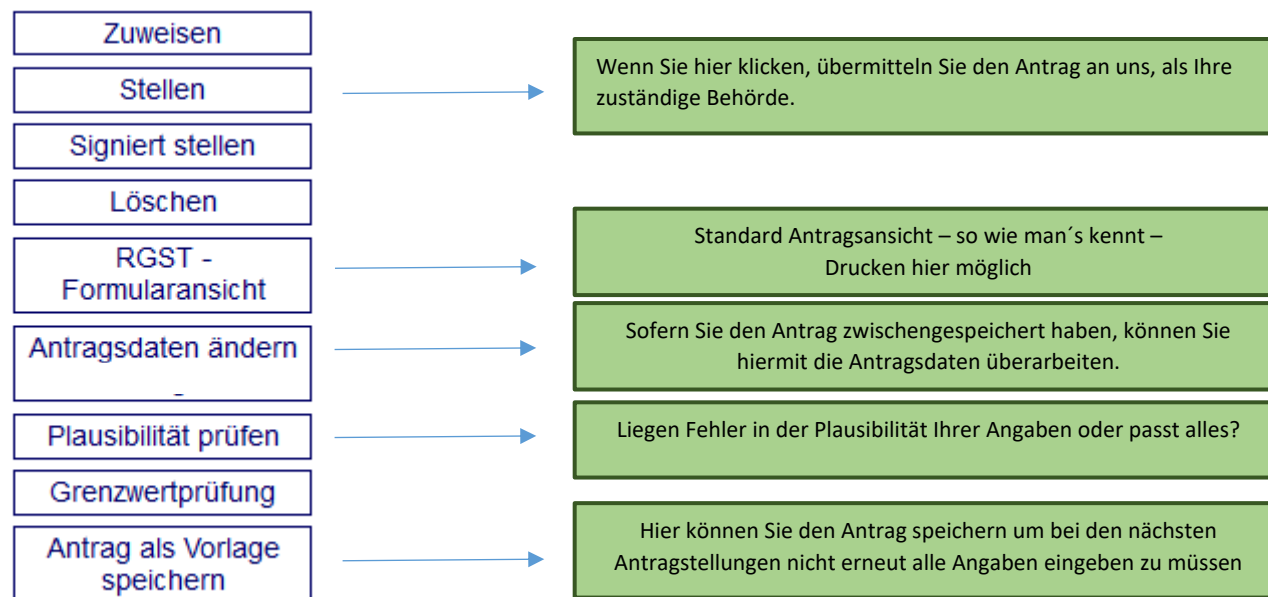 Zuweisen
Stellen
Wenn Sie hier klicken, übermitteln Sie den Antrag an uns, als Ihre
zuständige Behörde.
Signiert stellen
Löschen
RGST -
Formularansicht
Standard Antragsansicht – so wie man´s kennt –
Drucken hier möglich
Antragsdaten ändern
Sofern Sie den Antrag zwischengespeichert haben, können Sie
hiermit die Antragsdaten überarbeiten.
Plausibilität prüfen
Liegen Fehler in der Plausibilität Ihrer Angaben oder passt alles?
Grenzwertprüfung
Antrag als Vorlage
speichern
Hier können Sie den Antrag speichern um bei den nächsten
Antragstellungen nicht erneut alle Angaben eingeben zu müssen